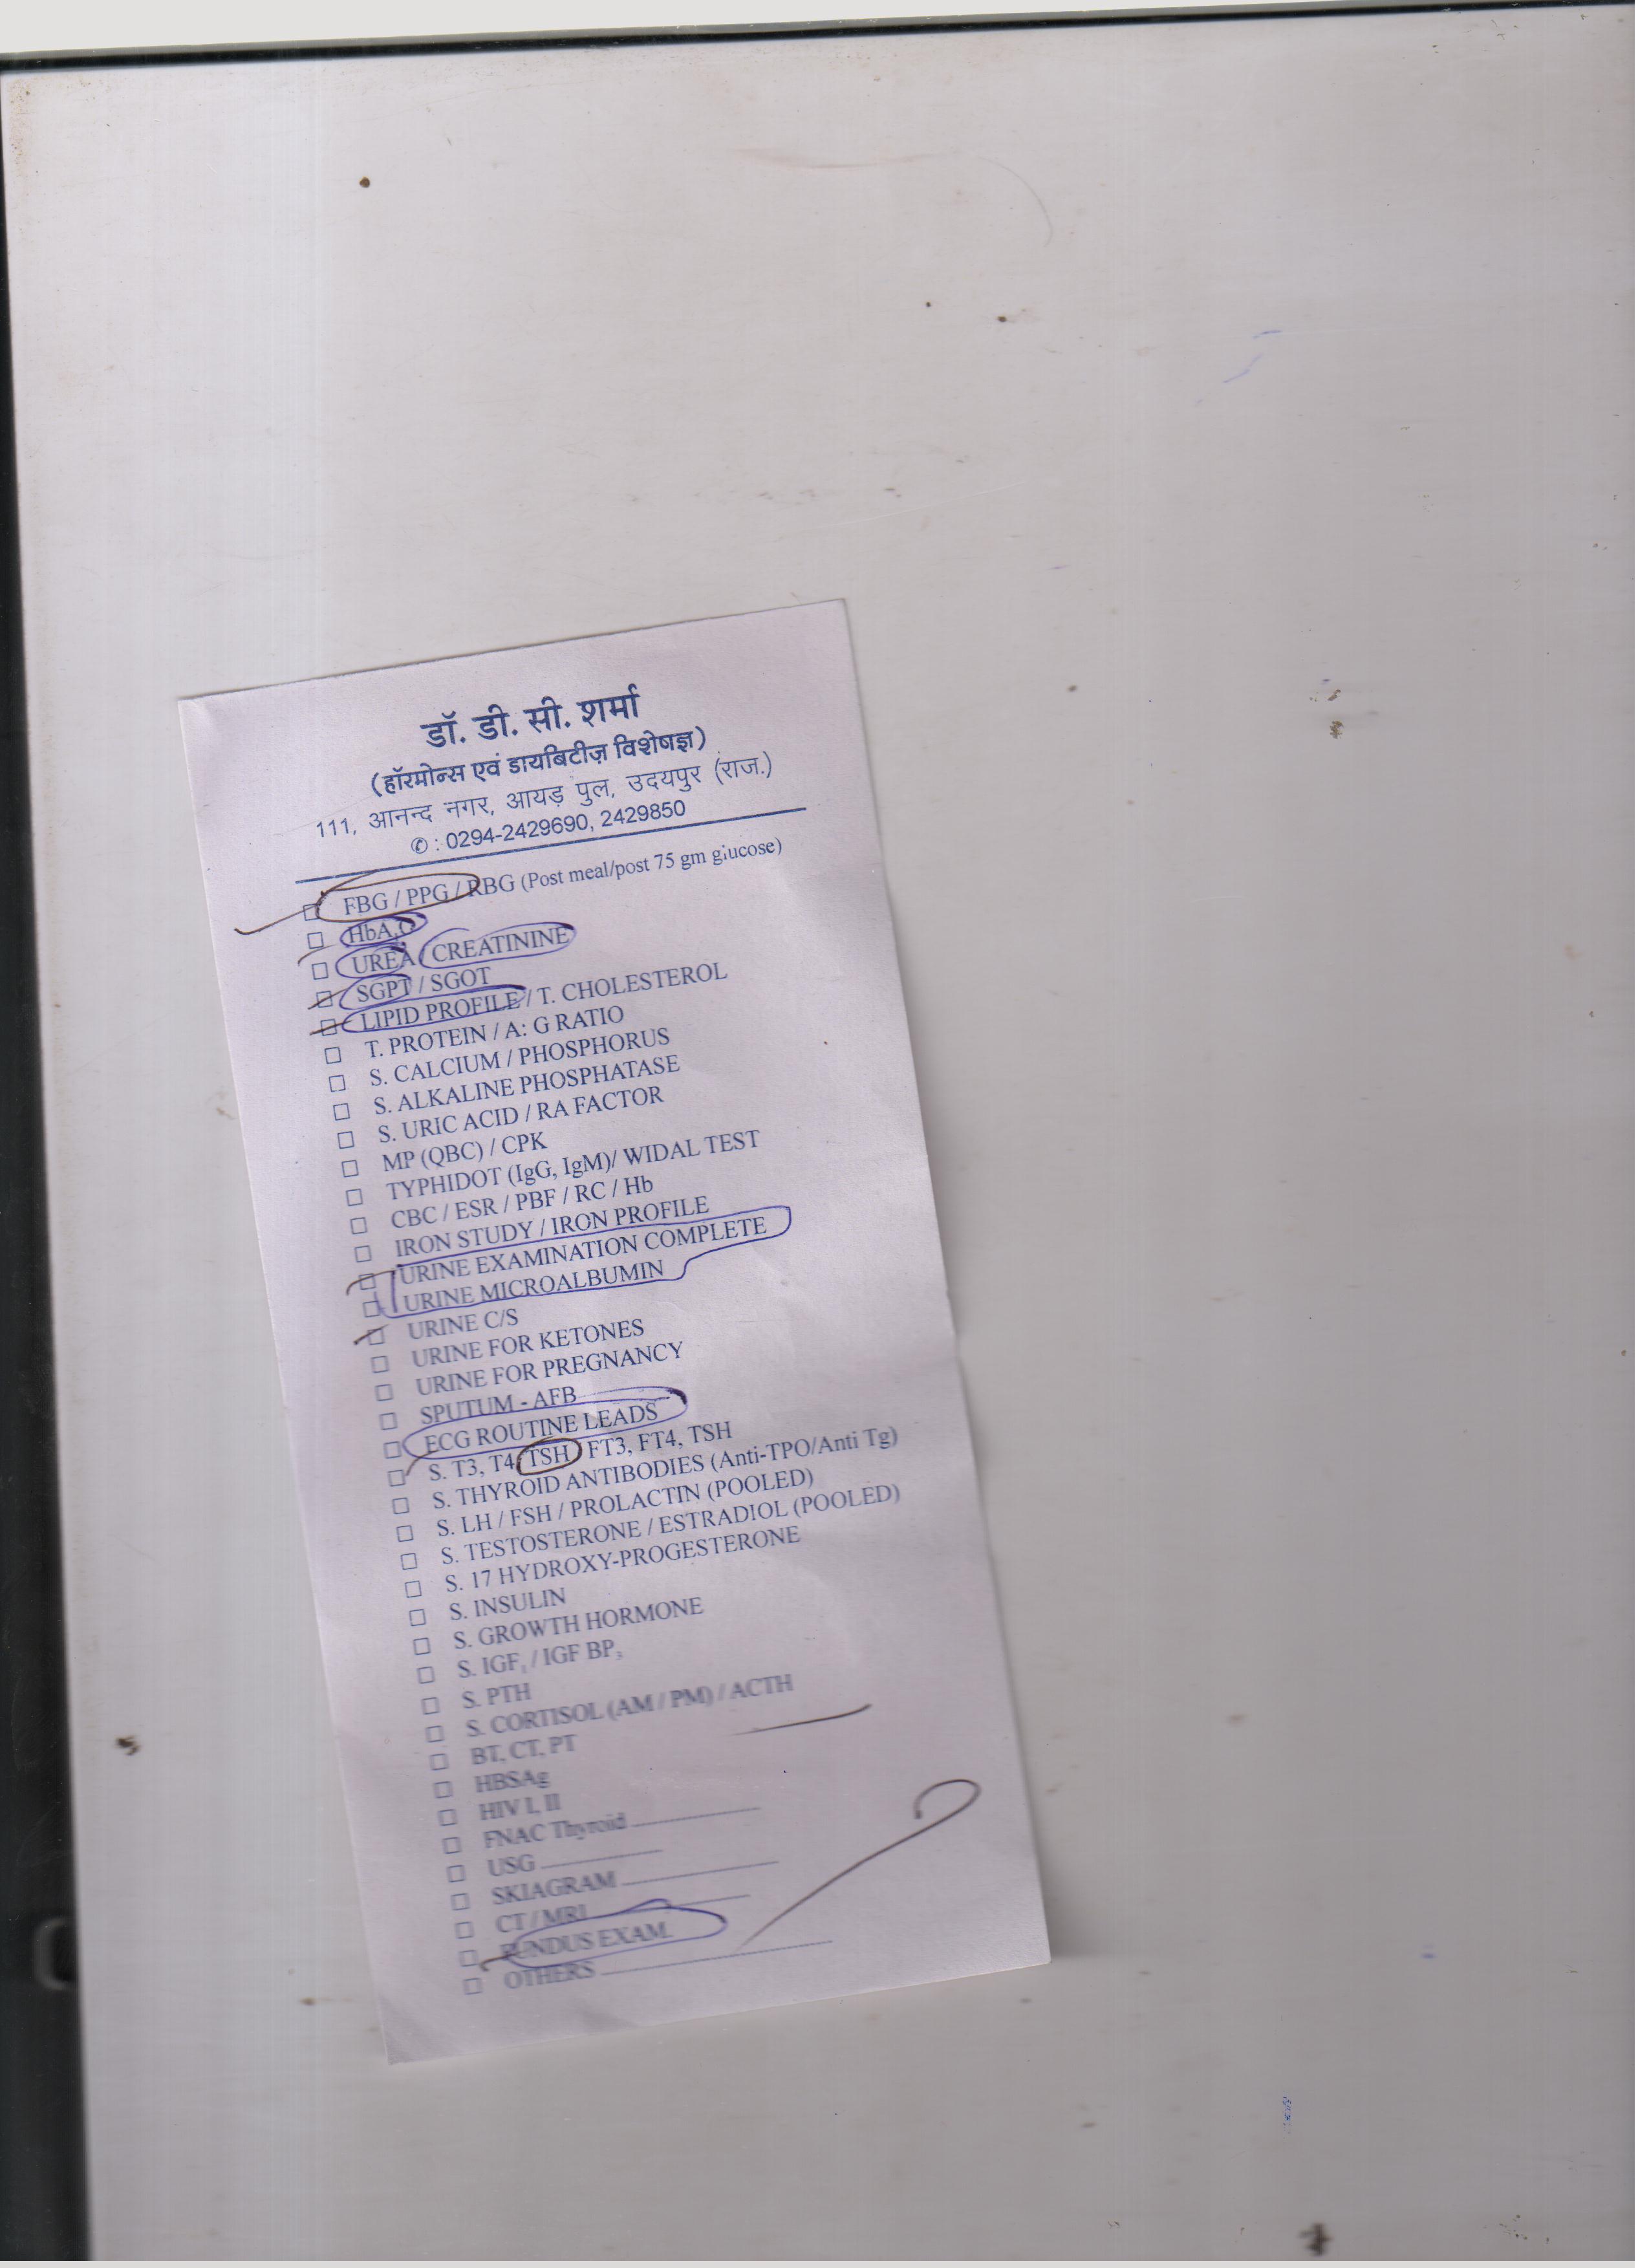 डॉ. डी. सी. शर्मा
(हॉरमोन्स एवं डायबिटीज़ विशेषज्ञ)
111, आनन्द नगर, आयड़ पुल, उदयपुर (राज.)
✆ : 0294-2429690, 2429850
☐ FBG / PPG / RBG (Post meal/post 75 gm giucose)
☐ HbA₁C
☐ UREA / CREATININE
☐ SGPT / SGOT
☐ LIPID PROFILE / T. CHOLESTEROL
☐ T. PROTEIN / A: G RATIO
☐ S. CALCIUM / PHOSPHORUS
☐ S. ALKALINE PHOSPHATASE
☐ S. URIC ACID / RA FACTOR
☐ MP (QBC) / CPK
☐ TYPHIDOT (IgG, IgM)/ WIDAL TEST
☐ CBC / ESR / PBF / RC / Hb
☐ IRON STUDY / IRON PROFILE
☐ URINE EXAMINATION COMPLETE
☐ URINE MICROALBUMIN
☐ URINE C/S
☐ URINE FOR KETONES
☐ URINE FOR PREGNANCY
☐ SPUTUM - AFB
☐ ECG ROUTINE LEADS
☐ S. T3, T4, TSH / FT3, FT4, TSH
☐ S. THYROID ANTIBODIES (Anti-TPO/Anti Tg)
☐ S. LH / FSH / PROLACTIN (POOLED)
☐ S. TESTOSTERONE / ESTRADIOL (POOLED)
☐ S. 17 HYDROXY-PROGESTERONE
☐ S. INSULIN
☐ S. GROWTH HORMONE
☐ S. IGF₁ / IGF BP₃
☐ S. PTH
☐ S. CORTISOL (AM / PM) / ACTH
☐ BT, CT, PT
☐ HBSAg
☐ HIV I, II
☐ FNAC Thyroid
☐ USG
☐ SKIAGRAM
☐ CT / MRI
☐ FUNDUS EXAM.
☐ OTHERS